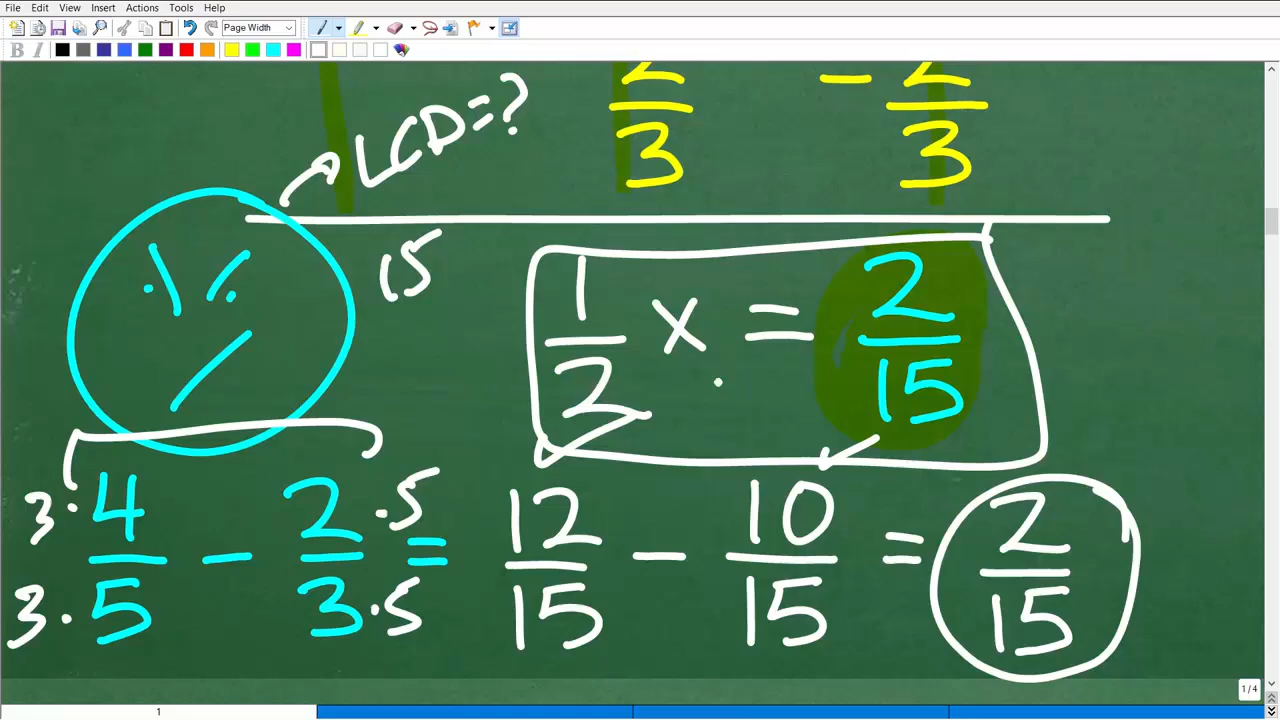 File Edit View Insert Actions Tools Help
Page Width
B I
LCD=?
2/3 - 2/3
15
1/2 x = 2/15
3· 4/5 - 2/3 ·5 = 12/15 - 10/15 = 2/15
3· ·5
1/4
1